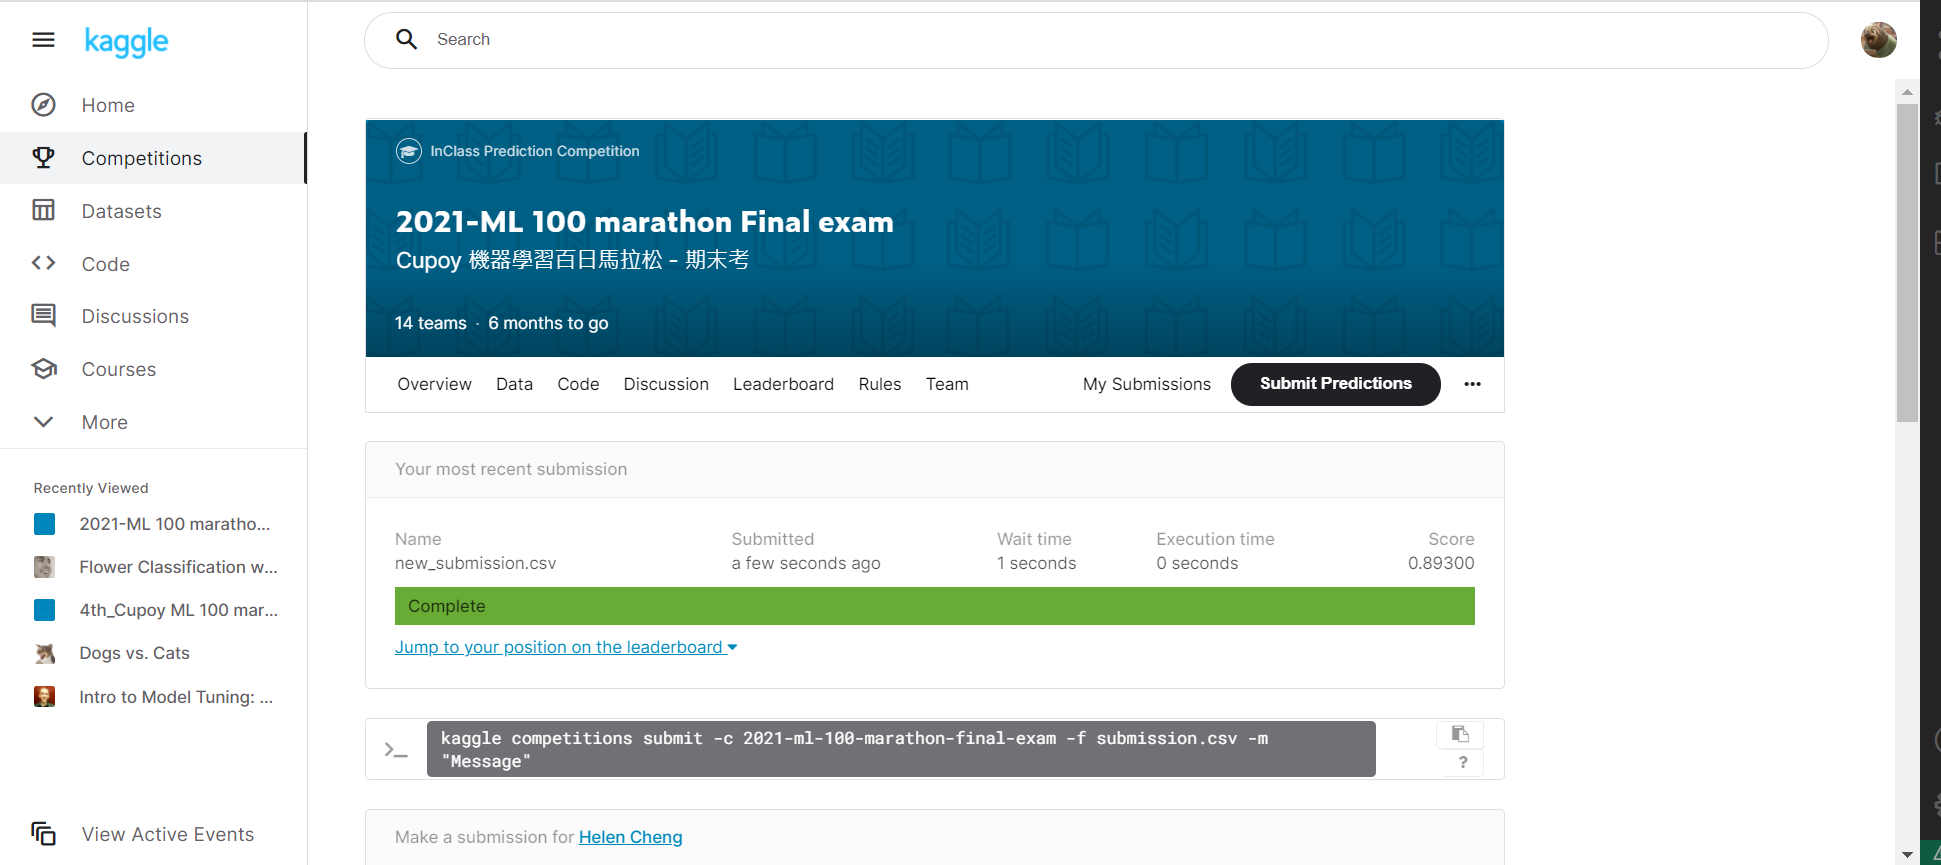 kaggle
Search
Home
Competitions
Datasets
Code
Discussions
Courses
More
Recently Viewed
2021-ML 100 maratho...
Flower Classification w...
4th_Cupoy ML 100 mar...
Dogs vs. Cats
Intro to Model Tuning: ...
View Active Events
InClass Prediction Competition
2021-ML 100 marathon Final exam
Cupoy 機器學習百日馬拉松 - 期末考
14 teams · 6 months to go
Overview Data Code Discussion Leaderboard Rules Team My Submissions Submit Predictions
Your most recent submission
Name Submitted Wait time Execution time Score
new_submission.csv a few seconds ago 1 seconds 0 seconds 0.89300
Complete
Jump to your position on the leaderboard
kaggle competitions submit -c 2021-ml-100-marathon-final-exam -f submission.csv -m
"Message"
?
Make a submission for Helen Cheng